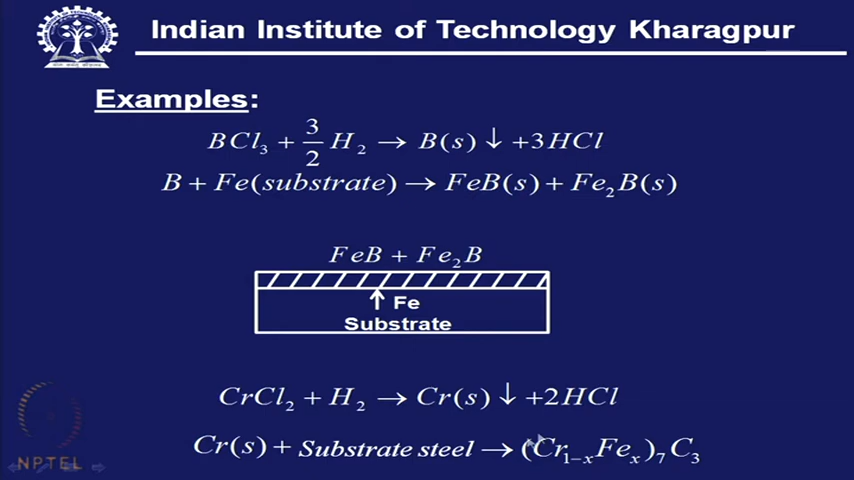 Indian Institute of Technology Kharagpur
Examples:
BCl₃ + 3/2 H₂ → B(s) ↓ +3HCl
B + Fe(substrate) → FeB(s) + Fe₂B(s)
FeB + Fe₂B
↑ Fe
Substrate
CrCl₂ + H₂ → Cr(s) ↓ +2HCl
Cr(s) + Substrate steel → (Cr₁₋ₓFeₓ)₇C₃
NPTEL